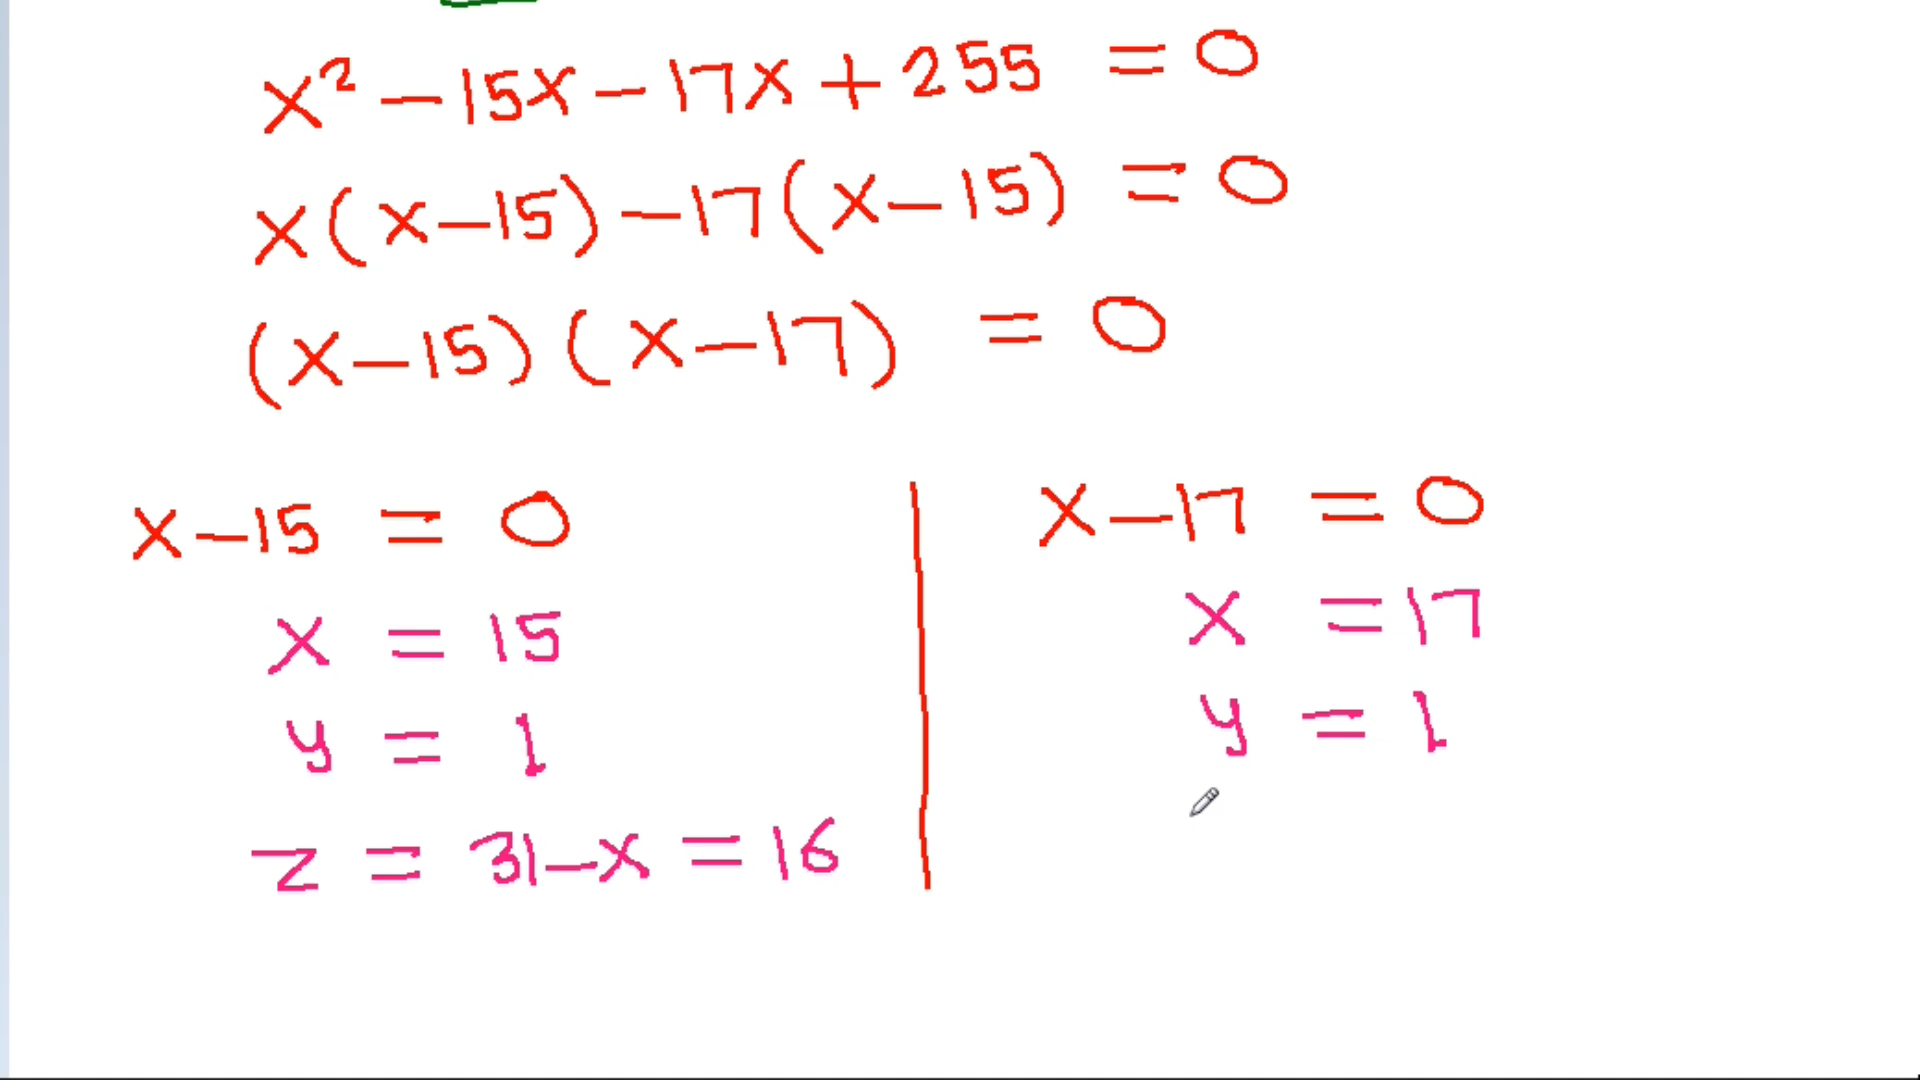 x² - 15x - 17x + 255 = 0
x(x-15) - 17(x-15) = 0
(x-15)(x-17) = 0
x-15 = 0
x = 15
y = 1
z = 31-x = 16
x-17 = 0
x = 17
y = 1